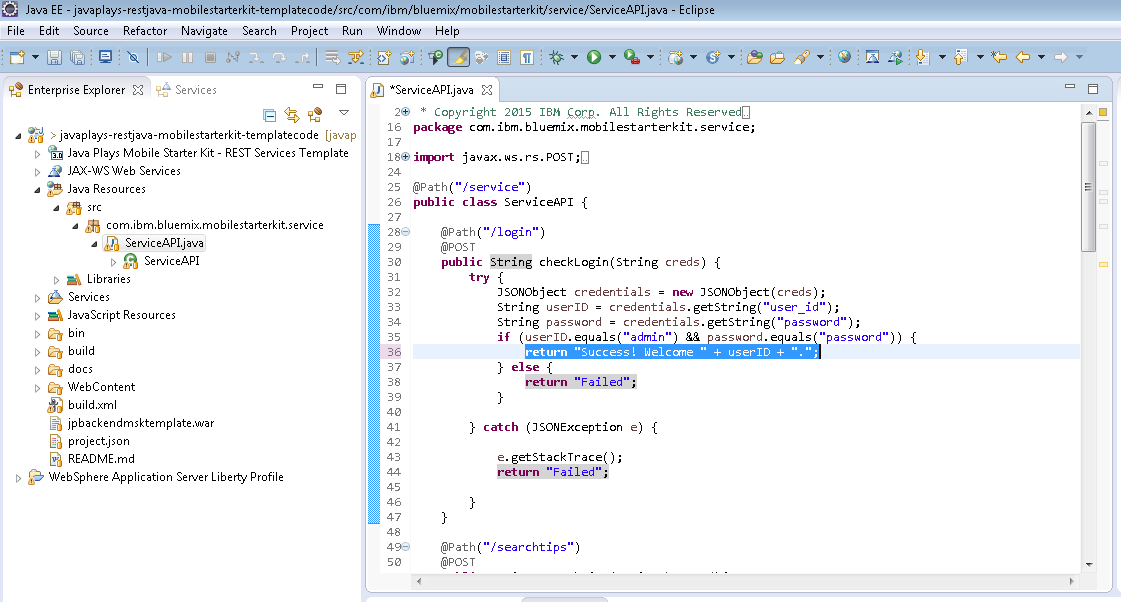 Java EE - javaplays-restjava-mobilestarterkit-templatecode/src/com/ibm/bluemix/mobilestarterkit/service/ServiceAPI.java - Eclipse
File Edit Source Refactor Navigate Search Project Run Window Help
Enterprise Explorer Services
> javaplays-restjava-mobilestarterkit-templatecode [javap
Java Plays Mobile Starter Kit - REST Services Template
JAX-WS Web Services
Java Resources
src
com.ibm.bluemix.mobilestarterkit.service
ServiceAPI.java
ServiceAPI
Libraries
Services
JavaScript Resources
bin
build
docs
WebContent
build.xml
jpbackendmsktemplate.war
project.json
README.md
WebSphere Application Server Liberty Profile
*ServiceAPI.java
2 * Copyright 2015 IBM Corp. All Rights Reserved
16 package com.ibm.bluemix.mobilestarterkit.service;
17
18 import javax.ws.rs.POST;
24
25 @Path("/service")
26 public class ServiceAPI {
27
28 @Path("/login")
29 @POST
30 public String checkLogin(String creds) {
31 try {
32 JSONObject credentials = new JSONObject(creds);
33 String userID = credentials.getString("user_id");
34 String password = credentials.getString("password");
35 if (userID.equals("admin") && password.equals("password")) {
36 return "Success! Welcome " + userID + ".";
37 } else {
38 return "Failed";
39 }
40
41 } catch (JSONException e) {
42
43 e.getStackTrace();
44 return "Failed";
45
46 }
47 }
48
49 @Path("/searchtips")
50 @POST